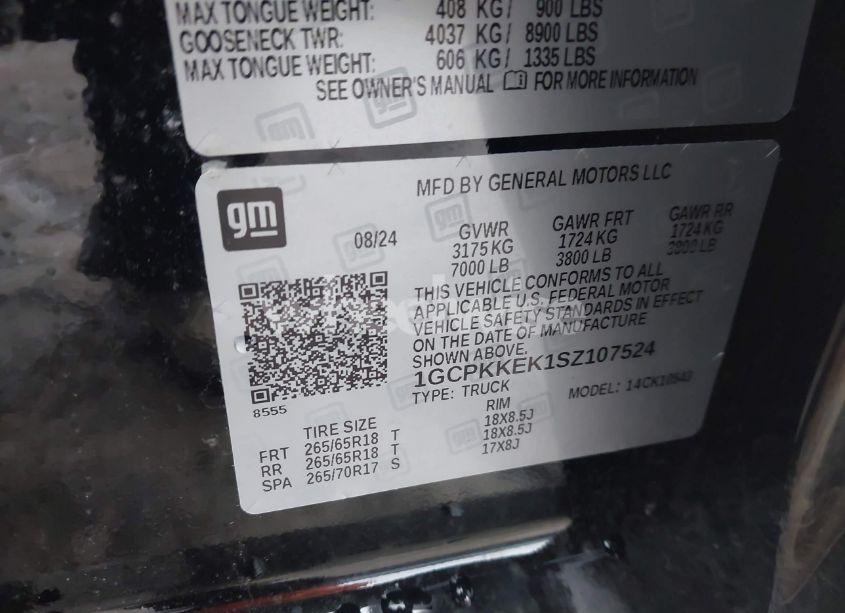 MAX TONGUE WEIGHT: 408 KG/ 900 LBS
GOOSENECK TWR: 4037 KG/ 8900 LBS
MAX TONGUE WEIGHT: 606 KG/ 1335 LBS
SEE OWNER'S MANUAL FOR MORE INFORMATION
gm
MFD BY GENERAL MOTORS LLC
08/24
GVWR GAWR FRT GAWR RR
3175 KG 1724 KG 1724 KG
7000 LB 3800 LB 3800 LB
THIS VEHICLE CONFORMS TO ALL
APPLICABLE U.S. FEDERAL MOTOR
VEHICLE SAFETY STANDARDS IN EFFECT
ON THE DATE OF MANUFACTURE
SHOWN ABOVE.
1GCPKKEK1SZ107524
TYPE: TRUCK MODEL: 14CK10543
8555
TIRE SIZE RIM
FRT 265/65R18 T 18X8.5J
RR 265/65R18 T 18X8.5J
SPA 265/70R17 S 17X8J